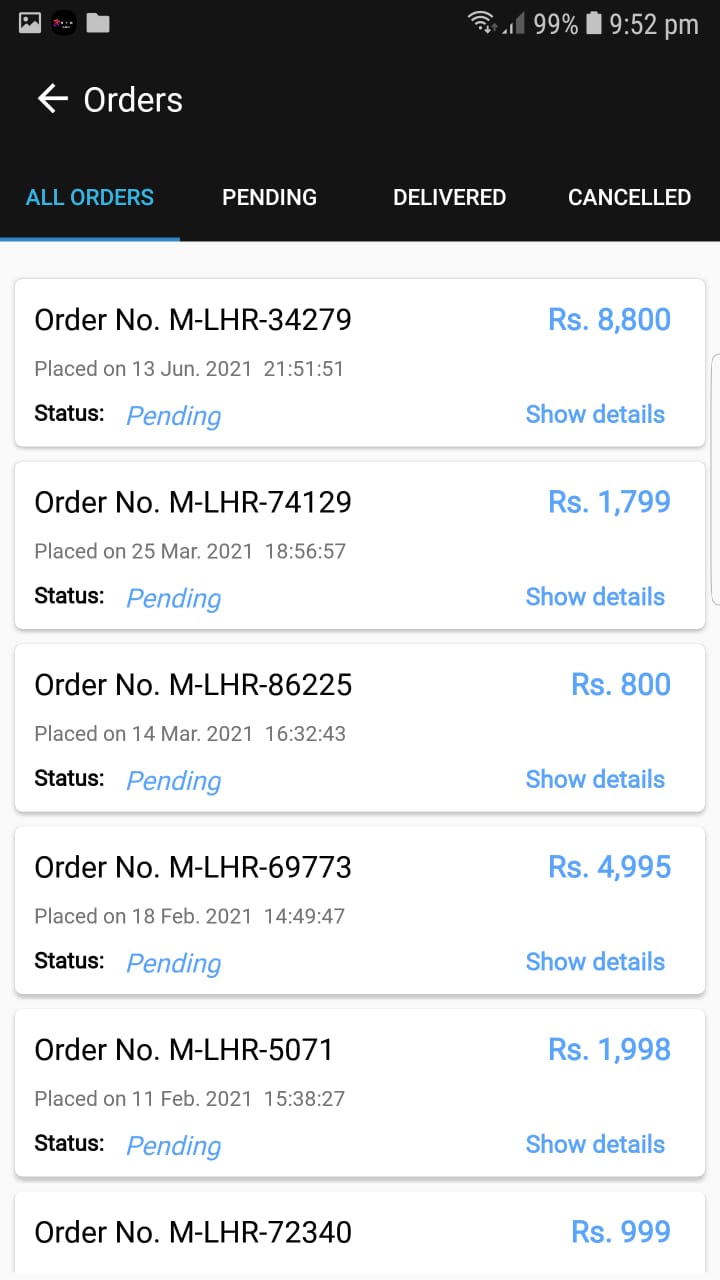 99% 9:52 pm
Orders
ALL ORDERS PENDING DELIVERED CANCELLED
Order No. M-LHR-34279 Rs. 8,800
Placed on 13 Jun. 2021 21:51:51
Status: Pending Show details
Order No. M-LHR-74129 Rs. 1,799
Placed on 25 Mar. 2021 18:56:57
Status: Pending Show details
Order No. M-LHR-86225 Rs. 800
Placed on 14 Mar. 2021 16:32:43
Status: Pending Show details
Order No. M-LHR-69773 Rs. 4,995
Placed on 18 Feb. 2021 14:49:47
Status: Pending Show details
Order No. M-LHR-5071 Rs. 1,998
Placed on 11 Feb. 2021 15:38:27
Status: Pending Show details
Order No. M-LHR-72340 Rs. 999